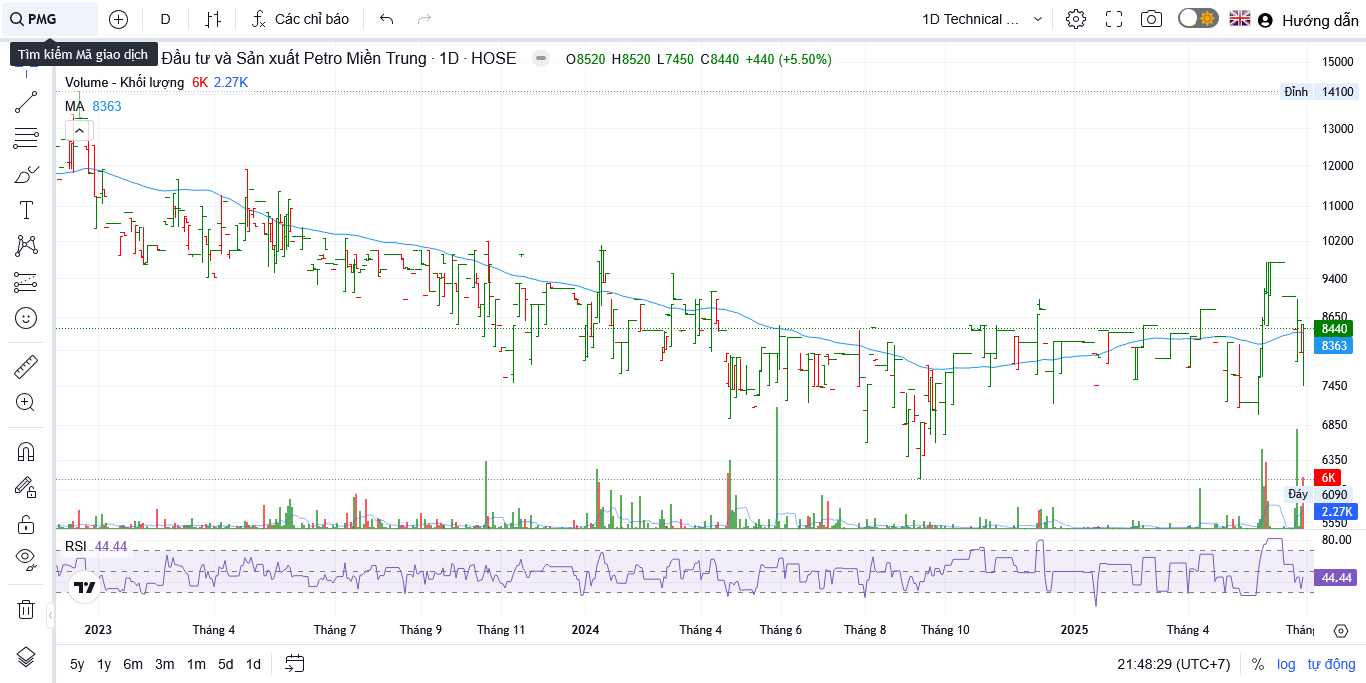 PMG
D
Các chỉ báo
1D Technical ...
Hướng dẫn
Tìm kiếm Mã giao dịch
Đầu tư và Sản xuất Petro Miền Trung · 1D · HOSE
O8520 H8520 L7450 C8440 +440 (+5.50%)
Volume - Khối lượng 6K 2.27K
MA 8363
15000
Đỉnh 14100
13000
12000
11000
10200
9400
8650
8440
8363
7450
6850
6350
6K
Đáy 6090
2.27K
5550
RSI 44.44
80.00
44.44
2023 Tháng 4 Tháng 7 Tháng 9 Tháng 11 2024 Tháng 4 Tháng 6 Tháng 8 Tháng 10 2025 Tháng 4
5y 1y 6m 3m 1m 5d 1d
21:48:29 (UTC+7) % log tự động